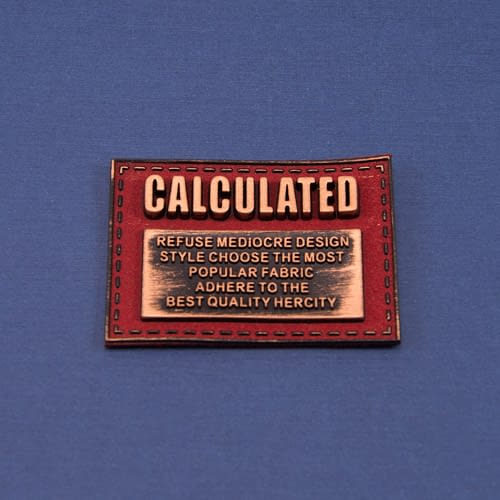 CALCULATED
REFUSE MEDIOCRE DESIGN
STYLE CHOOSE THE MOST
POPULAR FABRIC
ADHERE TO THE
BEST QUALITY HERCITY